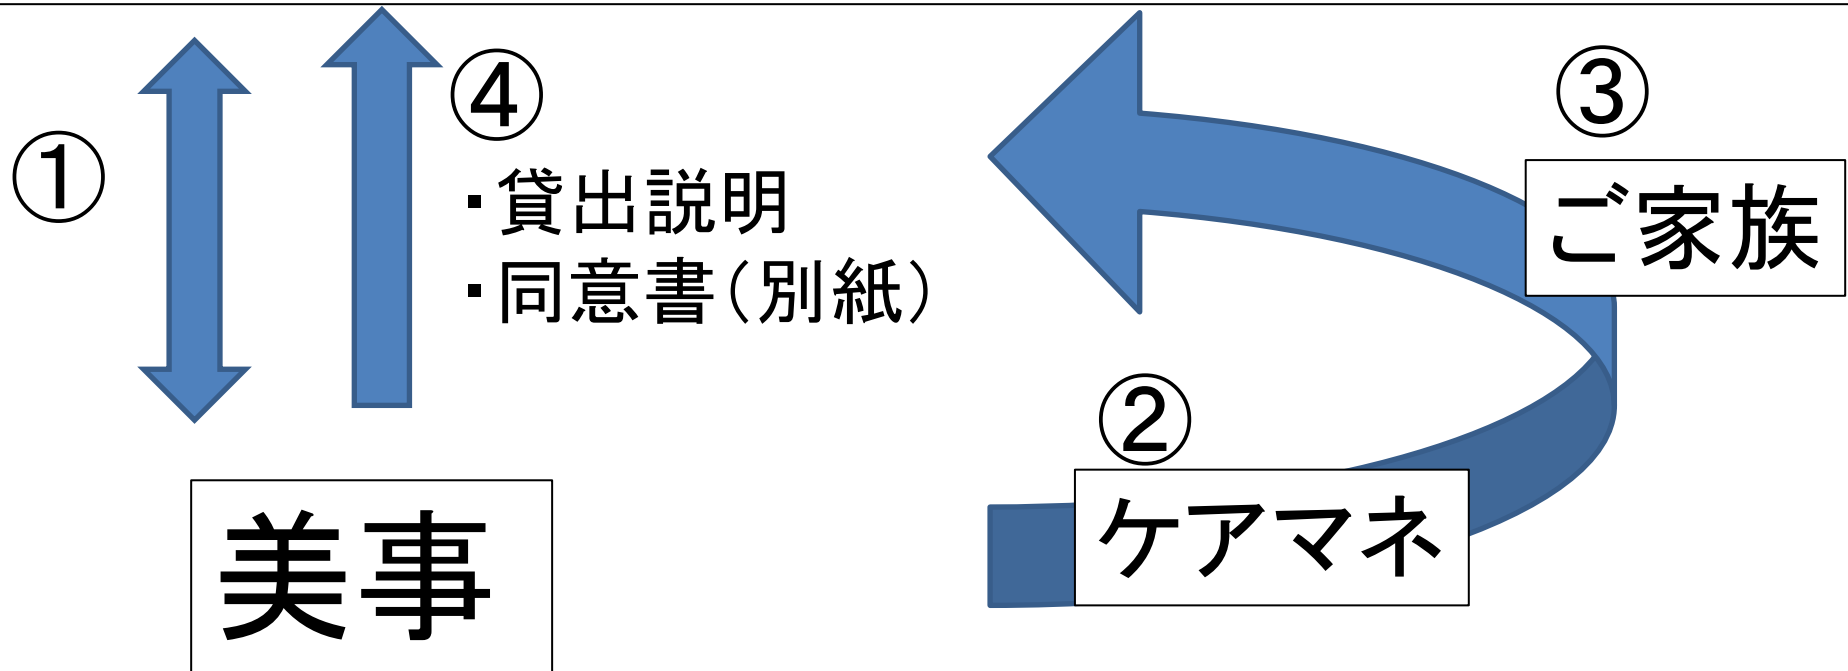 ①
④
・貸出説明
・同意書（別紙）
③
ご家族
②
ケアマネ
美事